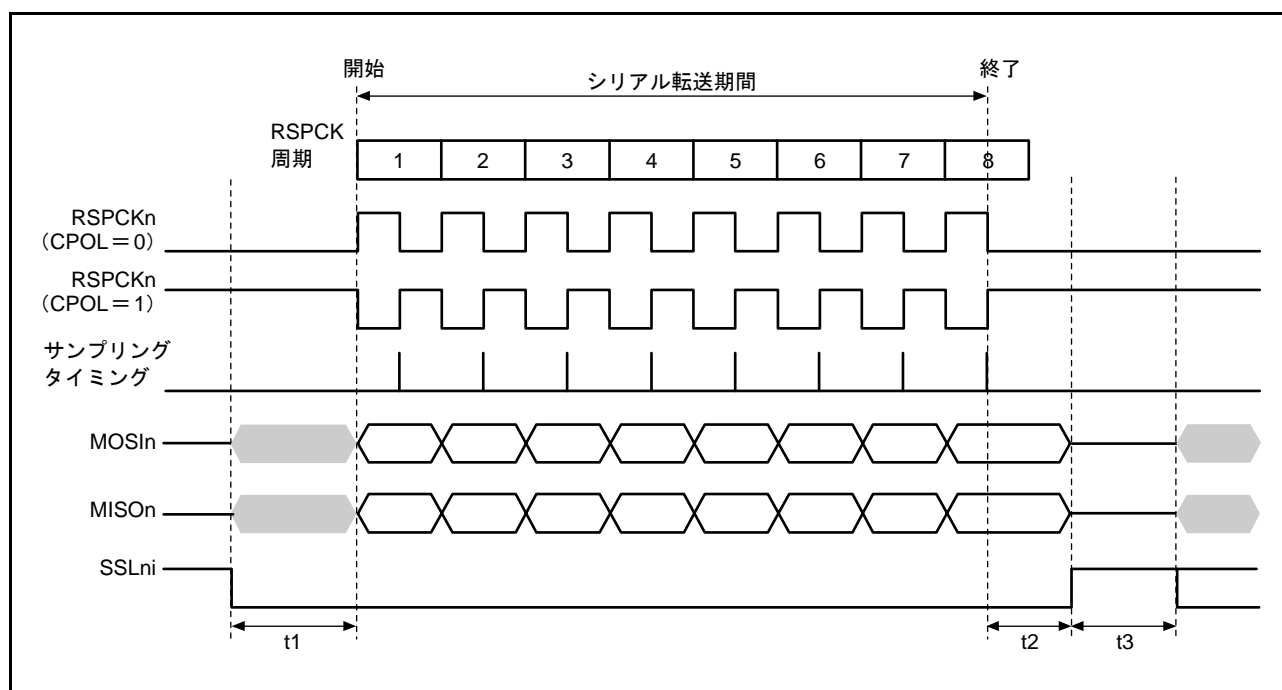 開始
シリアル転送期間
終了
RSPCK
周期
1 2 3 4 5 6 7 8
RSPCKn
（CPOL＝0）
RSPCKn
（CPOL＝1）
サンプリング
タイミング
MOSIn
MISOn
SSLni
t1 t2 t3